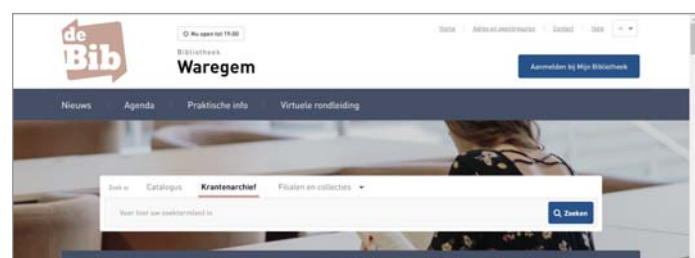 de
Bib
Nu open tot 19:00
Bibliotheek
Waregem
Home
Adres en openingsuren
Contact
Help
Aanmelden bij Mijn Bibliotheek
Nieuws
Agenda
Praktische info
Virtuele rondleiding
Zoek in
Catalogus
Krantenarchief
Filialen en collecties
Voer hier uw zoekterm(en) in
Zoeken